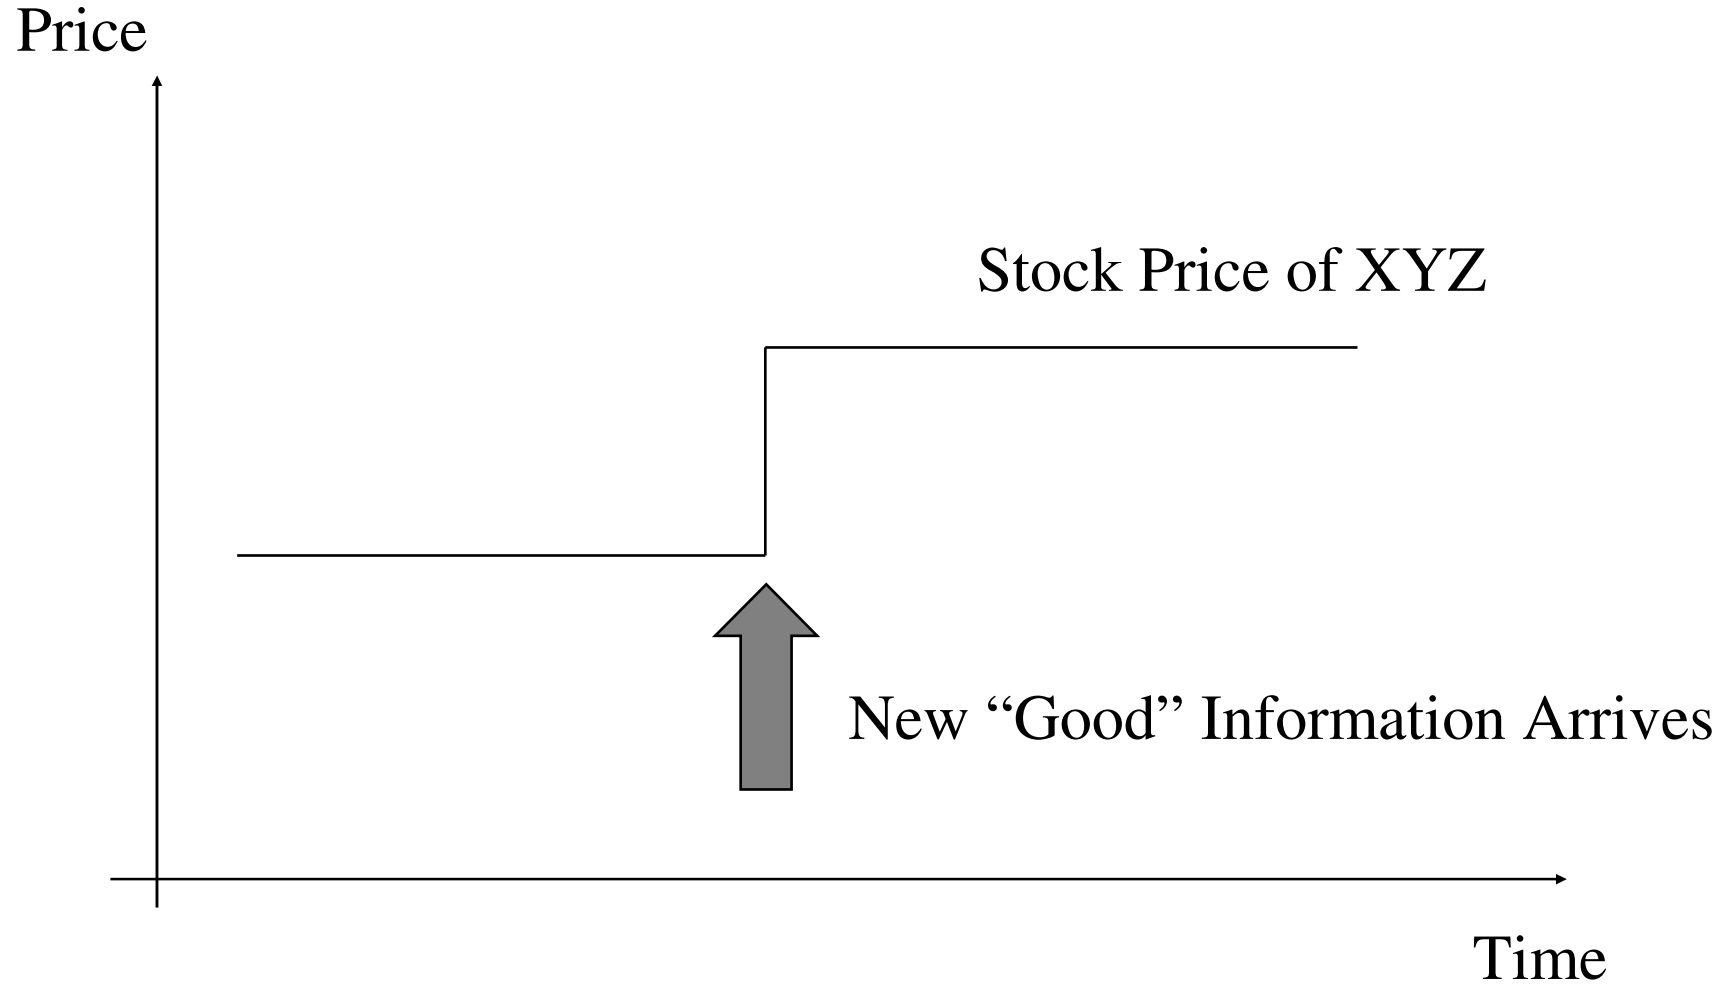 Price
Stock Price of XYZ
New “Good” Information Arrives
Time